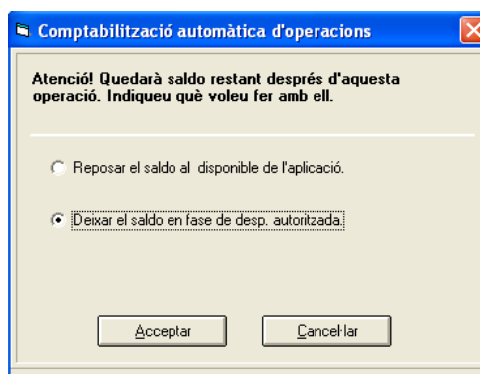 Comptabilització automàtica d'operacions
Atenció! Quedarà saldo restant després d'aquesta
operació. Indiqueu què voleu fer amb ell.
Reposar el saldo al disponible de l'aplicació.
Deixar el saldo en fase de desp. autoritzada.
Acceptar
Cancel·lar